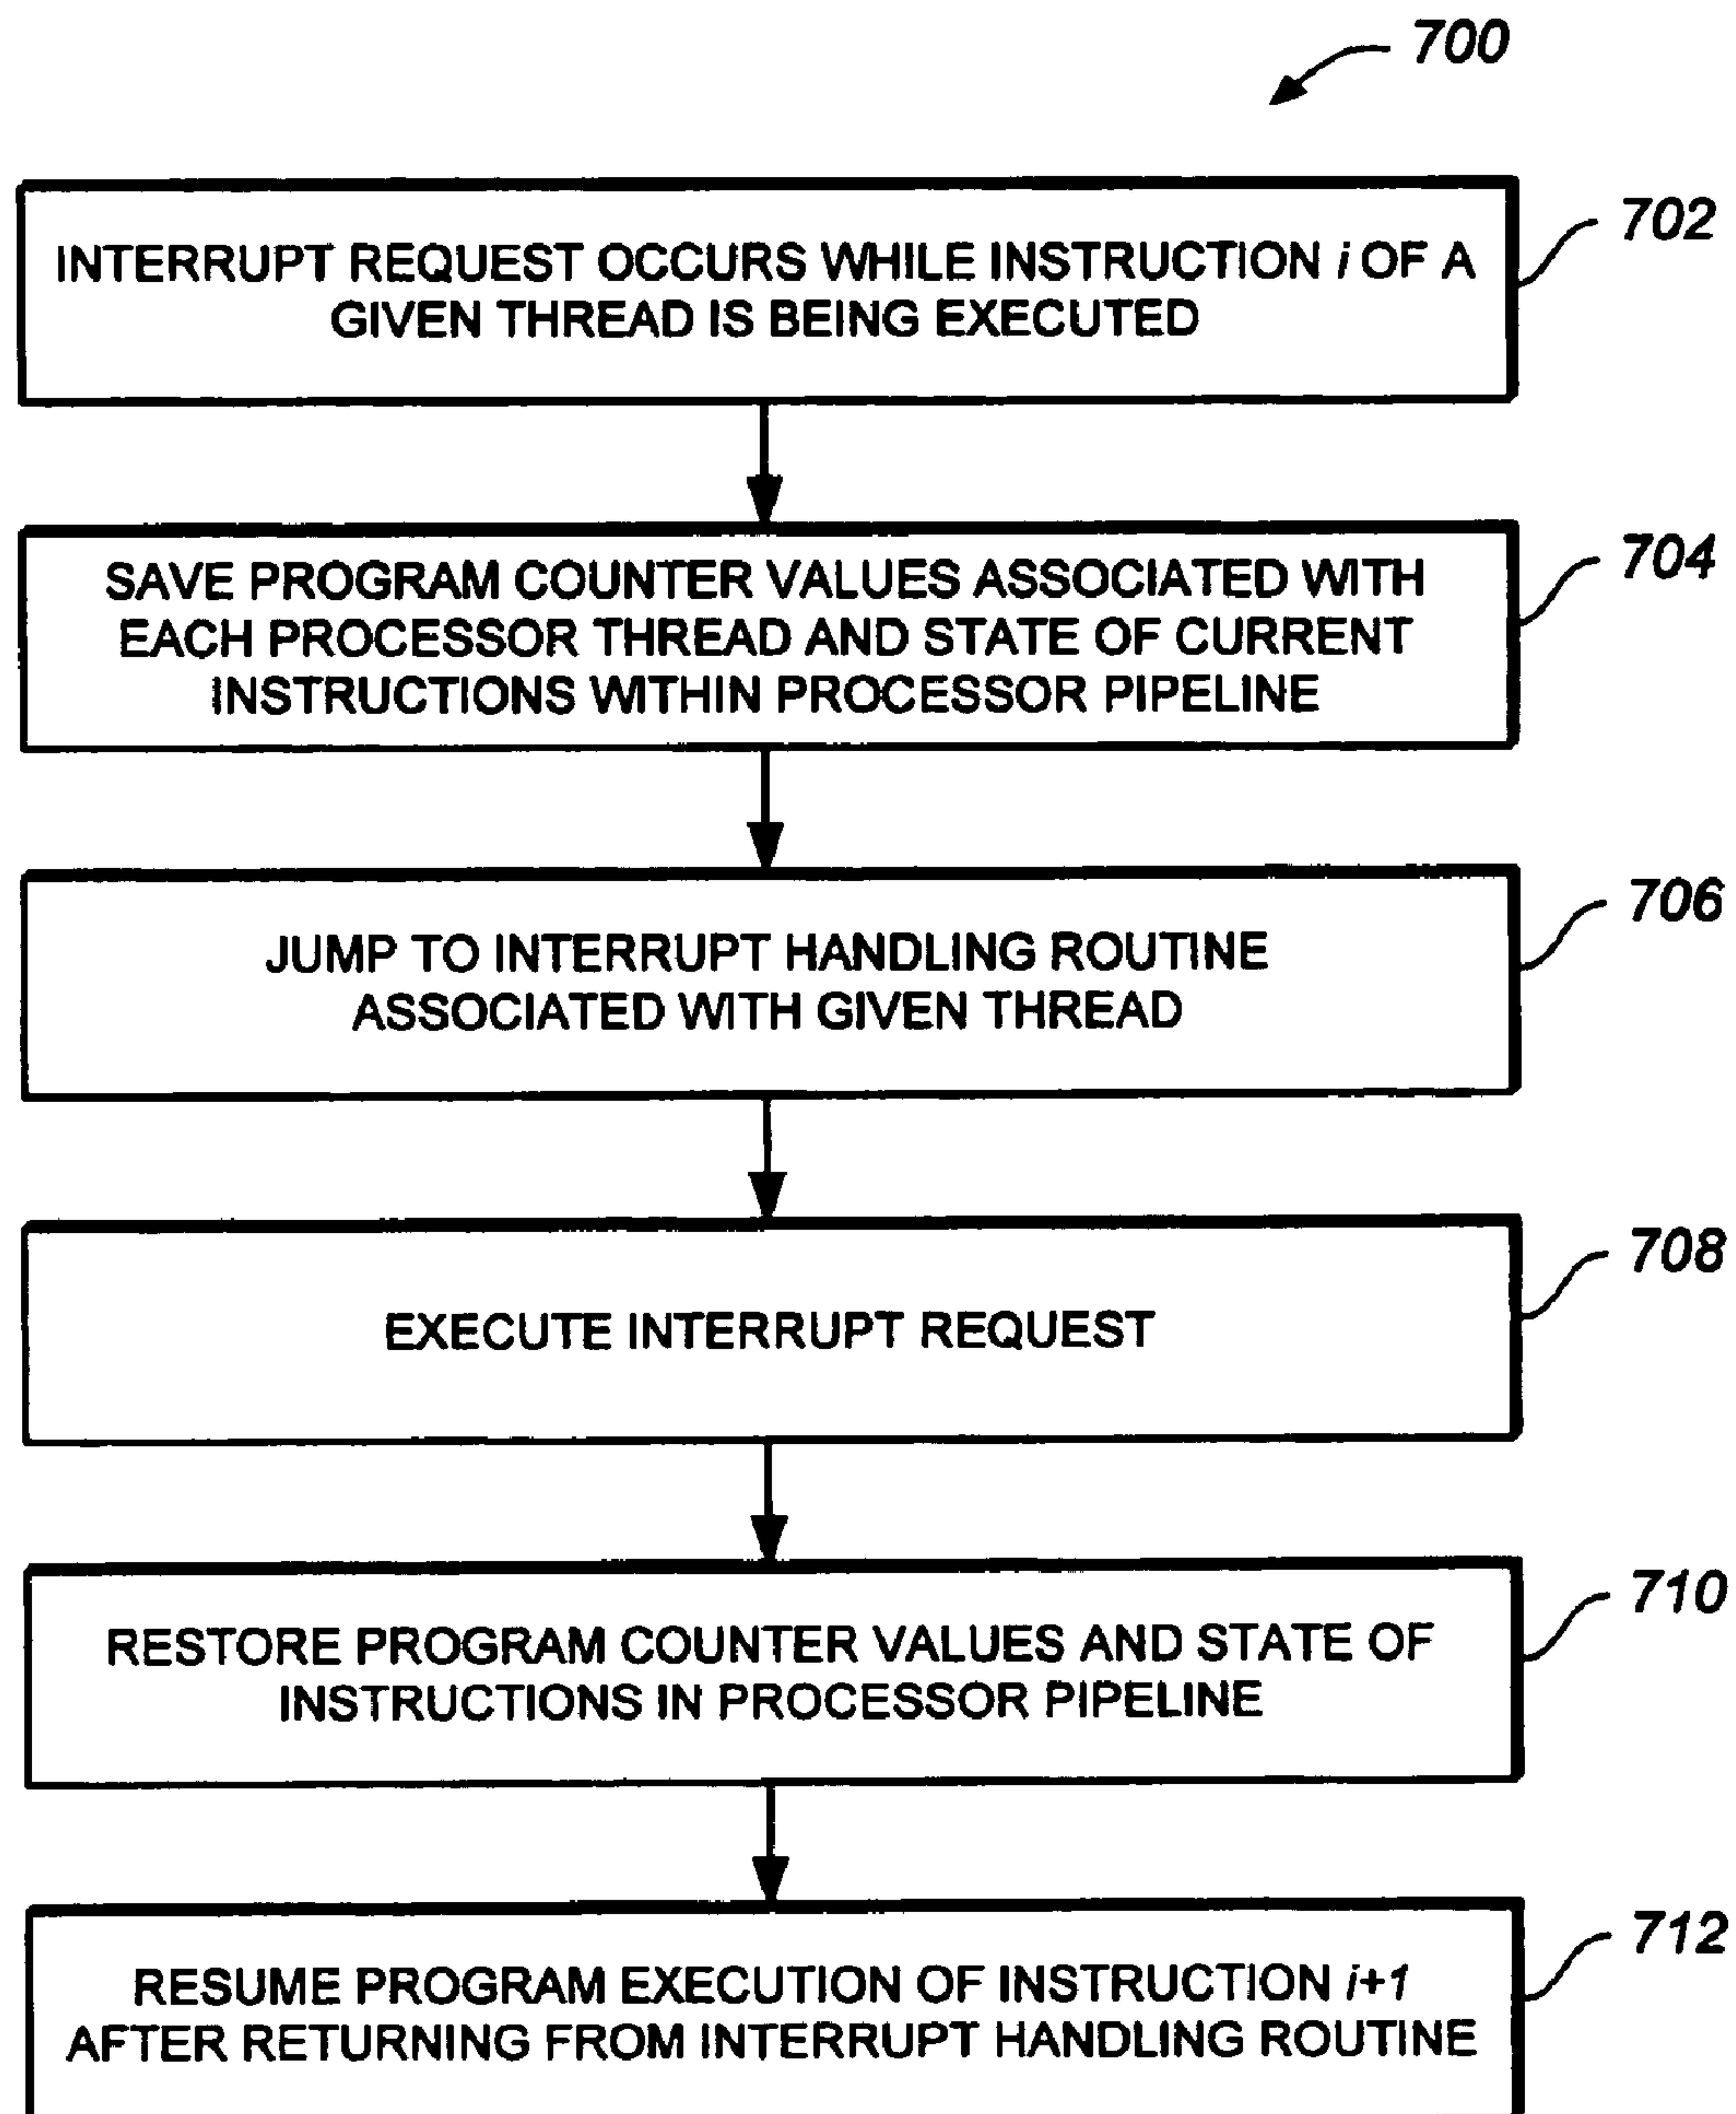 700
INTERRUPT REQUEST OCCURS WHILE INSTRUCTION i OF A
GIVEN THREAD IS BEING EXECUTED
702
SAVE PROGRAM COUNTER VALUES ASSOCIATED WITH
EACH PROCESSOR THREAD AND STATE OF CURRENT
INSTRUCTIONS WITHIN PROCESSOR PIPELINE
704
JUMP TO INTERRUPT HANDLING ROUTINE
ASSOCIATED WITH GIVEN THREAD
706
EXECUTE INTERRUPT REQUEST
708
RESTORE PROGRAM COUNTER VALUES AND STATE OF
INSTRUCTIONS IN PROCESSOR PIPELINE
710
RESUME PROGRAM EXECUTION OF INSTRUCTION i+1
AFTER RETURNING FROM INTERRUPT HANDLING ROUTINE
712